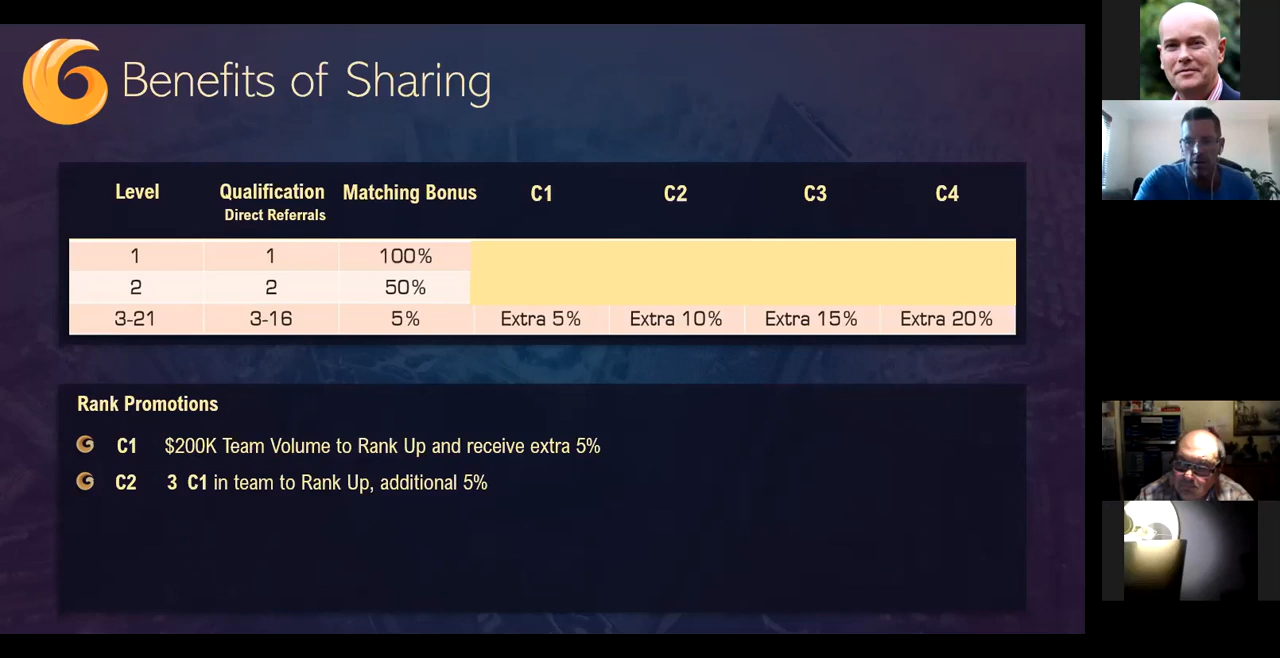 Benefits of Sharing
Level Qualification Matching Bonus C1 C2 C3 C4
Direct Referrals
1 1 100%
2 2 50%
3-21 3-16 5% Extra 5% Extra 10% Extra 15% Extra 20%
Rank Promotions
C1 $200K Team Volume to Rank Up and receive extra 5%
C2 3 C1 in team to Rank Up, additional 5%